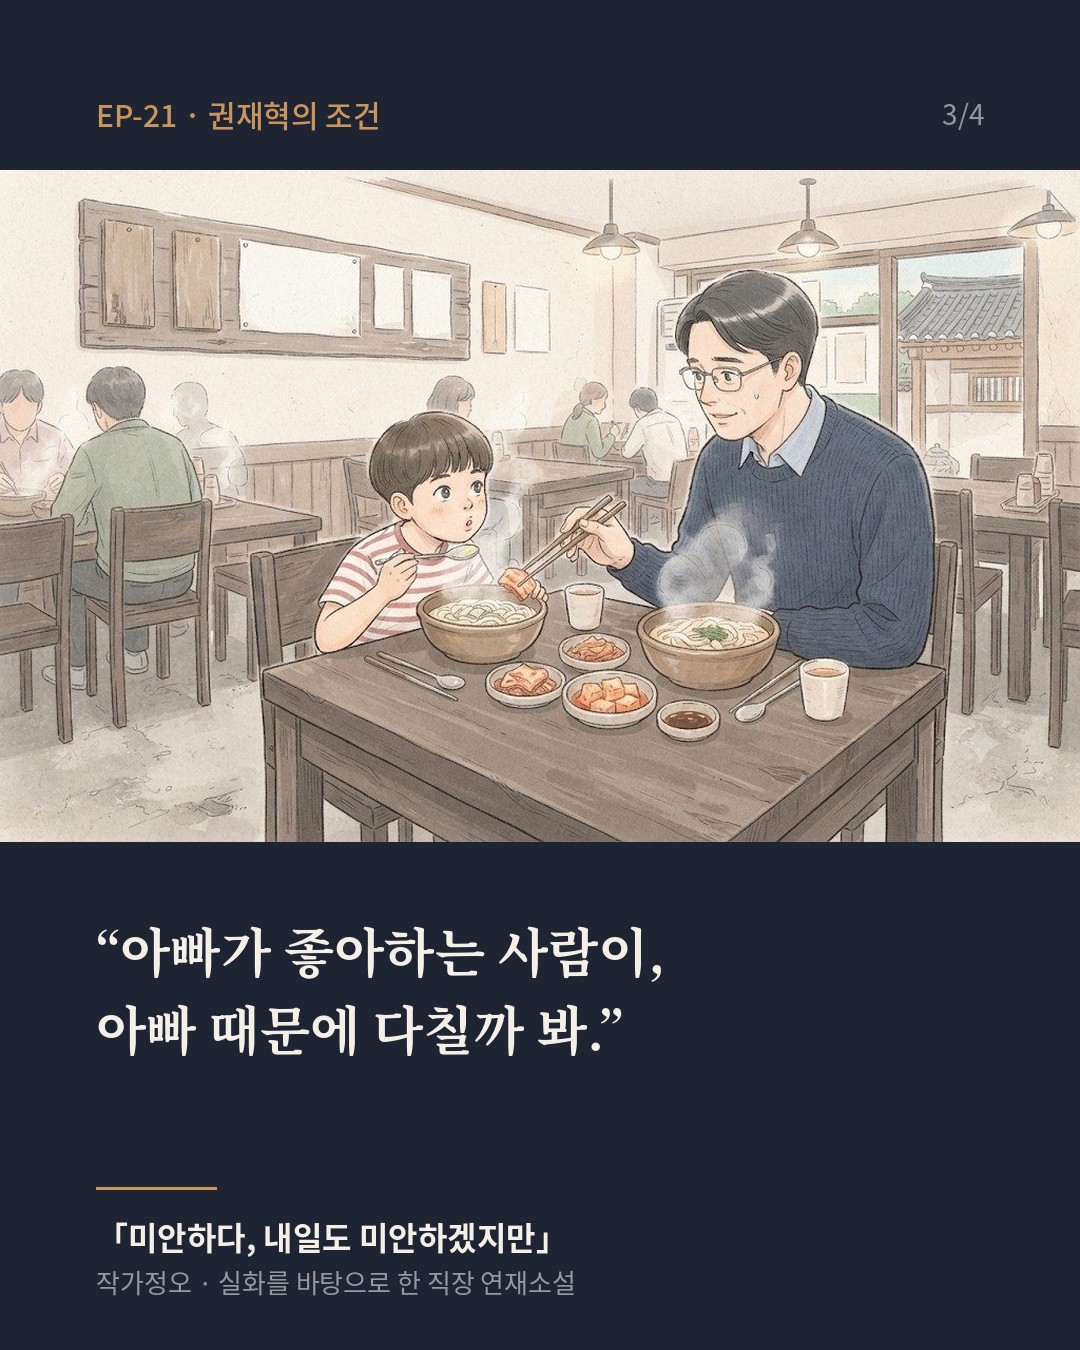 EP-21 · 권재혁의 조건
3/4
“아빠가 좋아하는 사람이,
아빠 때문에 다칠까 봐.”
「미안하다, 내일도 미안하겠지만」
작가정오 · 실화를 바탕으로 한 직장 연재소설